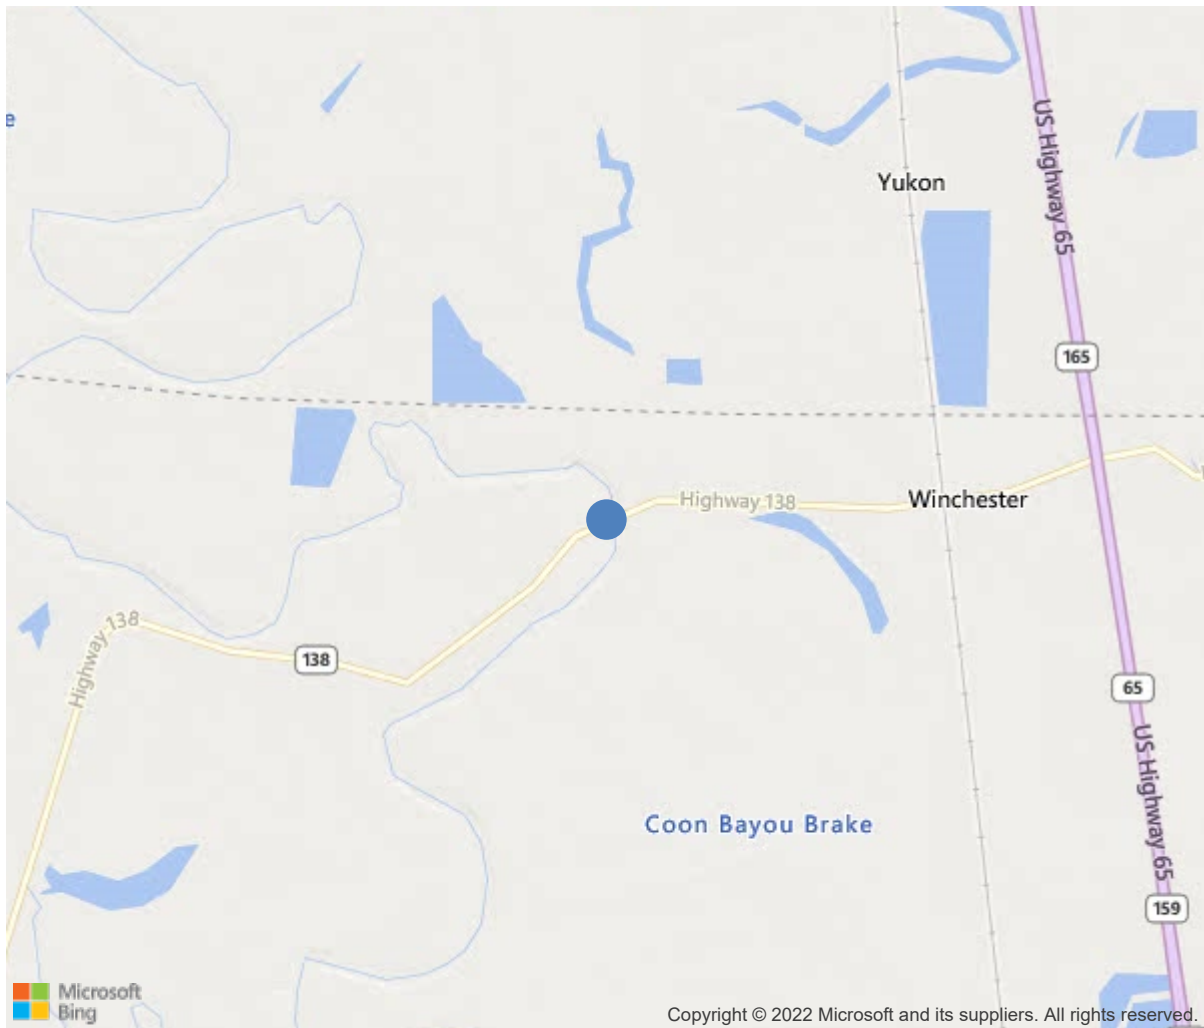 e
US Highway 65
Yukon
165
Highway 138
Winchester
Highway 138
138
65
US Highway 65
Coon Bayou Brake
159
Microsoft
Bing
Copyright © 2022 Microsoft and its suppliers. All rights reserved.